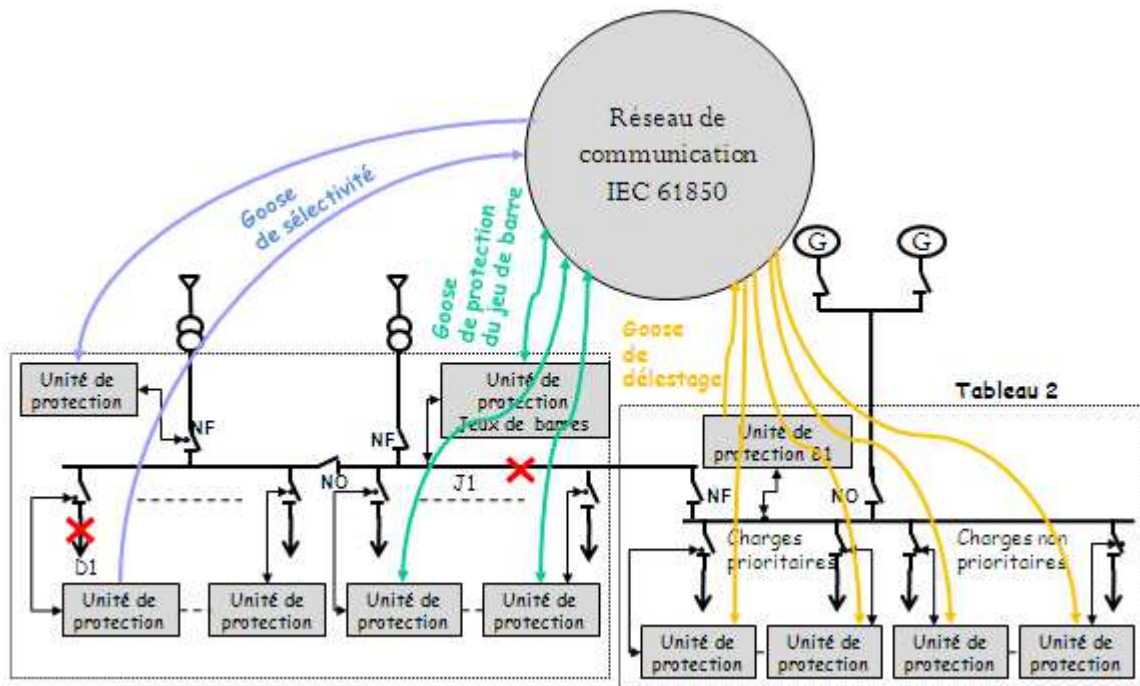 Réseau de
communication
IEC 61850
Goose
de sélectivité
Goose
de protection
du jeu de barre
Goose
de
délestage
G
G
Tableau 2
Unité de
protection
NF
NF
Unité de
protection
Jeux de barres
Unité de
protection B1
NO
J1
NF
NO
D1
Charges
prioritaires
Charges non
prioritaires
Unité de
protection
Unité de
protection
Unité de
protection
Unité de
protection
Unité de
protection
Unité de
protection
Unité de
protection
Unité de
protection